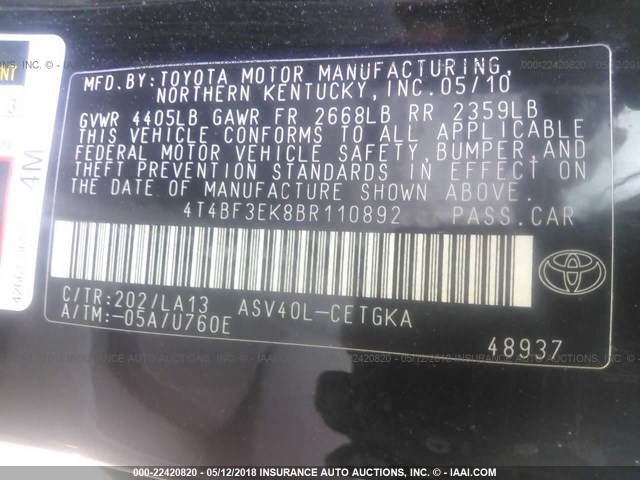 MFD.BY: TOYOTA MOTOR MANUFACTURING,
NORTHERN KENTUCKY, INC. 05/10
GVWR 4405LB GAWR FR 2668LB RR 2359LB
THIS VEHICLE CONFORMS TO ALL APPLICABLE
FEDERAL MOTOR VEHICLE SAFETY, BUMPER, AND
THEFT PREVENTION STANDARDS IN EFFECT ON
THE DATE OF MANUFACTURE SHOWN ABOVE.
4T4BF3EK8BR110892 PASS.CAR
C/TR:202/LA13 ASV40L-CETGKA
A/TM:-05A/U760E
48937
4M
000-22420820 - 05/12/2018 INSURANCE AUTO AUCTIONS, INC. - IAAI.COM